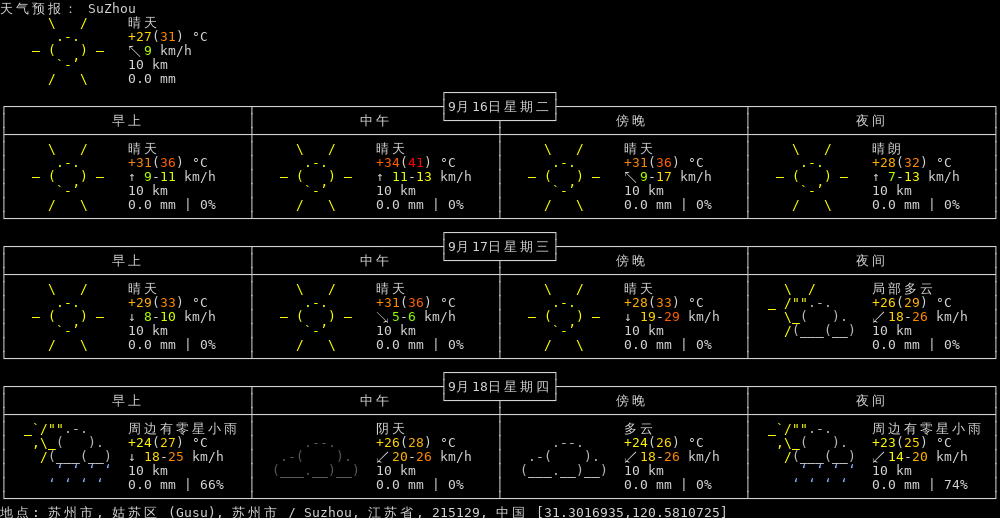 天气预报: SuZhou
晴天
+27(31) °C
↖9 km/h
10 km
0.0 mm
9月16日星期二
早上 中午 傍晚 夜间
晴天 晴天 晴天 晴朗
+31(36) °C +34(41) °C +31(36) °C +28(32) °C
↑ 9-11 km/h ↑ 11-13 km/h ↖9-17 km/h ↑ 7-13 km/h
10 km 10 km 10 km 10 km
0.0 mm | 0% 0.0 mm | 0% 0.0 mm | 0% 0.0 mm | 0%
9月17日星期三
早上 中午 傍晚 夜间
晴天 晴天 晴天 局部多云
+29(33) °C +31(36) °C +28(33) °C +26(29) °C
↓ 8-10 km/h ↘5-6 km/h ↓ 19-29 km/h ↙18-26 km/h
10 km 10 km 10 km 10 km
0.0 mm | 0% 0.0 mm | 0% 0.0 mm | 0% 0.0 mm | 0%
9月18日星期四
早上 中午 傍晚 夜间
周边有零星小雨 阴天 多云 周边有零星小雨
+24(27) °C +26(28) °C +24(26) °C +23(25) °C
↓ 18-25 km/h ↙20-26 km/h ↙18-26 km/h ↙14-20 km/h
10 km 10 km 10 km 10 km
0.0 mm | 66% 0.0 mm | 0% 0.0 mm | 0% 0.0 mm | 74%
地点: 苏州市, 姑苏区 (Gusu), 苏州市 / Suzhou, 江苏省, 215129, 中国 [31.3016935,120.5810725]